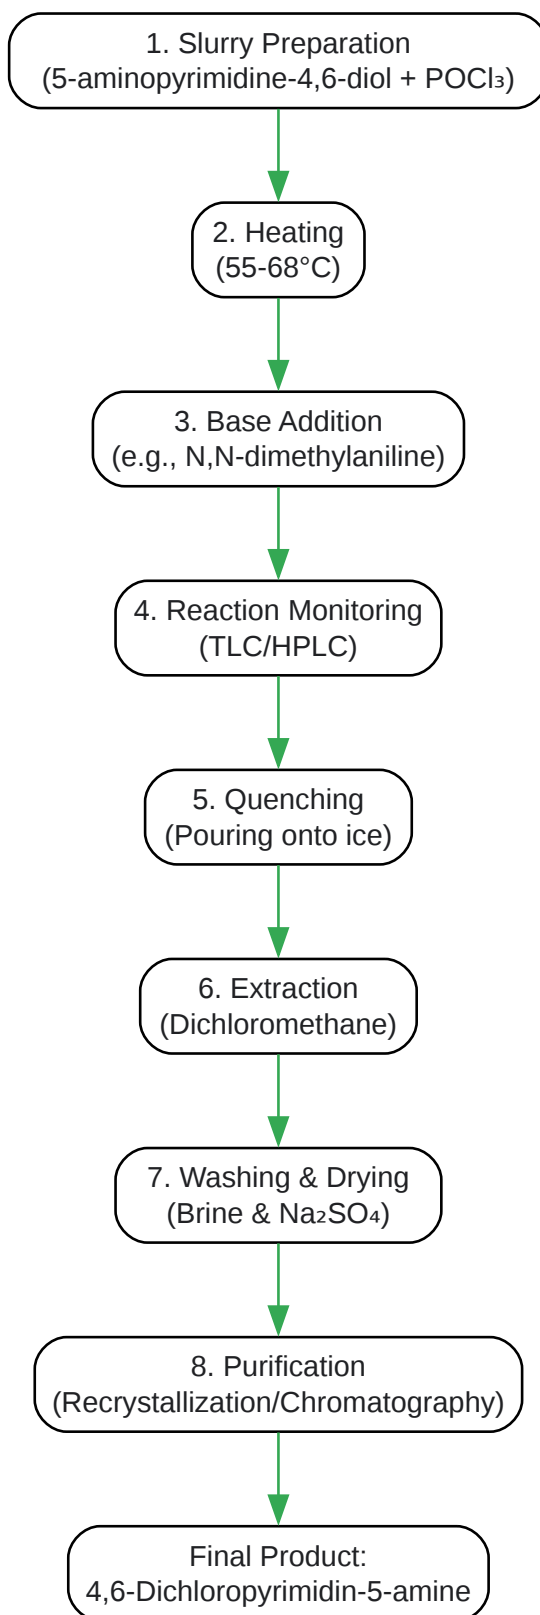 1. Slurry Preparation
(5-aminopyrimidine-4,6-diol + POCl₃)
2. Heating
(55-68°C)
3. Base Addition
(e.g., N,N-dimethylaniline)
4. Reaction Monitoring
(TLC/HPLC)
5. Quenching
(Pouring onto ice)
6. Extraction
(Dichloromethane)
7. Washing & Drying
(Brine & Na₂SO₄)
8. Purification
(Recrystallization/Chromatography)
Final Product:
4,6-Dichloropyrimidin-5-amine